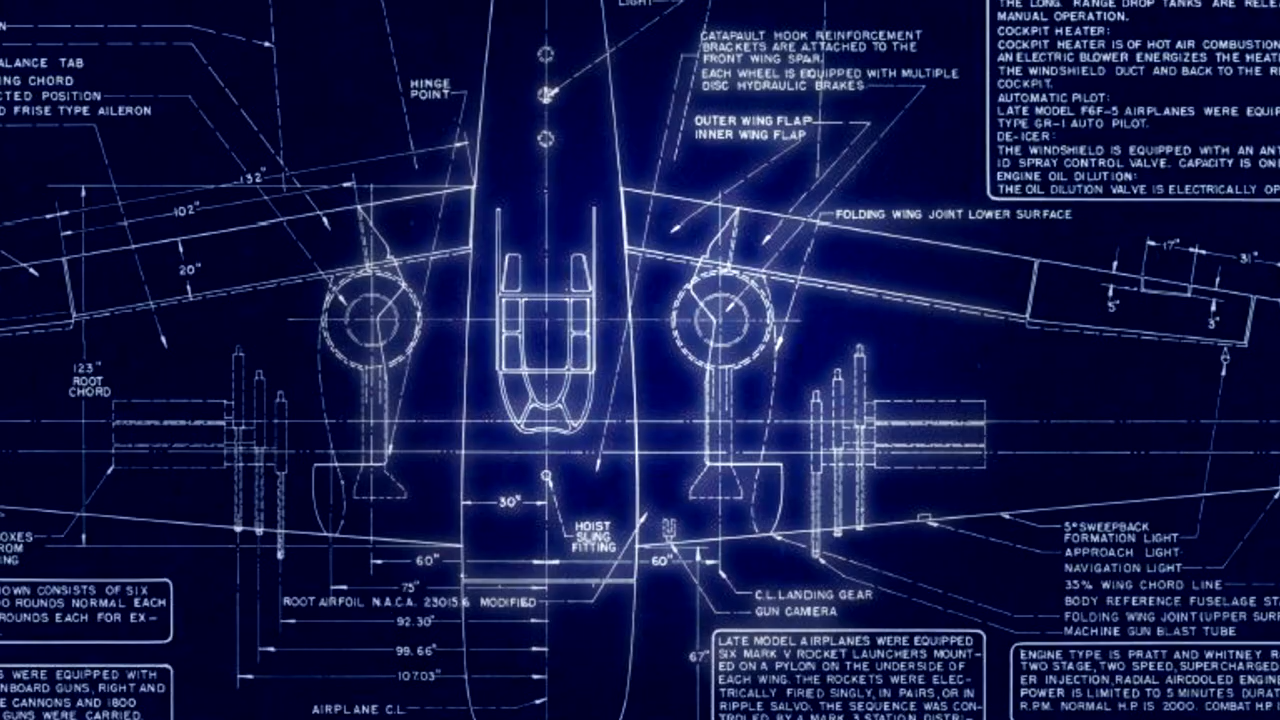 LIGHT
THE LONG RANGE DROP TANKS ARE RELE
MANUAL OPERATION.
COCKPIT HEATER:
COCKPIT HEATER IS OF HOT AIR COMBUSTION
AN ELECTRIC BLOWER ENERGIZES THE HEAT
THE WINDSHIELD DUCT AND BACK TO THE R
COCKPIT.
AUTOMATIC PILOT:
LATE MODEL F6F-5 AIRPLANES WERE EQUIP
TYPE GR-1 AUTO PILOT.
DE-ICER:
THE WINDSHIELD IS EQUIPPED WITH AN ANT
ID SPRAY CONTROL VALVE. CAPACITY IS ON
ENGINE OIL DILUTION:
THE OIL DILUTION VALVE IS ELECTRICALLY OP
CATAPAULT HOOK REINFORCEMENT
BRACKETS ARE ATTACHED TO THE
FRONT WING SPAR.
EACH WHEEL IS EQUIPPED WITH MULTIPLE
DISC HYDRAULIC BRAKES
OUTER WING FLAP
INNER WING FLAP
N
ALANCE TAB
ING CHORD
CTED POSITION
D FRISE TYPE AILERON
HINGE
POINT
132"
102"
20"
FOLDING WING JOINT LOWER SURFACE
17"
31"
5"
3"
123"
ROOT
CHORD
30"
HOIST
SLING
FITTING
OXES
ROM
NG
5° SWEEPBACK
FORMATION LIGHT
APPROACH LIGHT
NAVIGATION LIGHT
35% WING CHORD LINE
BODY REFERENCE FUSELAGE ST
FOLDING WING JOINT (UPPER SURF
MACHINE GUN BLAST TUBE
60"
60"
75"
ROOT AIRFOIL N.A.C.A. 23015.6 MODIFIED
92.30"
99.66"
107.03"
AIRPLANE C.L.
C.L. LANDING GEAR
GUN CAMERA
67"
OWN CONSISTS OF SIX
00 ROUNDS NORMAL EACH
ROUNDS EACH FOR EX-
S WERE EQUIPPED WITH
NBOARD GUNS, RIGHT AND
E CANNONS AND 1800
GUNS WERE CARRIED.
LATE MODEL AIRPLANES WERE EQUIPPED
SIX MARK V ROCKET LAUNCHERS MOUNT-
ED ON A PYLON ON THE UNDERSIDE OF
EACH WING. THE ROCKETS WERE ELEC-
TRICALLY FIRED SINGLY, IN PAIRS, OR IN
RIPPLE SALVO. THE SEQUENCE WAS CON-
TROLED BY A MARK 3 STATION DISTRI-
ENGINE TYPE IS PRATT AND WHITNEY R
TWO STAGE, TWO SPEED, SUPERCHARGED
ER INJECTION, RADIAL AIRCOOLED ENGINE
POWER IS LIMITED TO 5 MINUTES DURAT
R.P.M. NORMAL H.P. IS 2000. COMBAT H.P. I